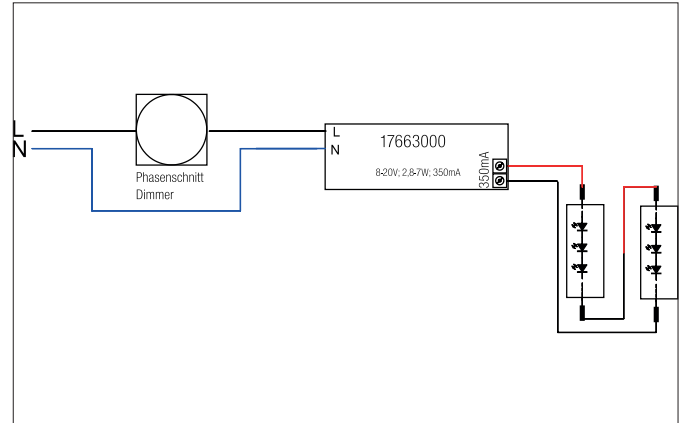 L
N
Phasenschnitt
Dimmer
L
N
17663000
8-20V; 2,8-7W; 350mA
350mA